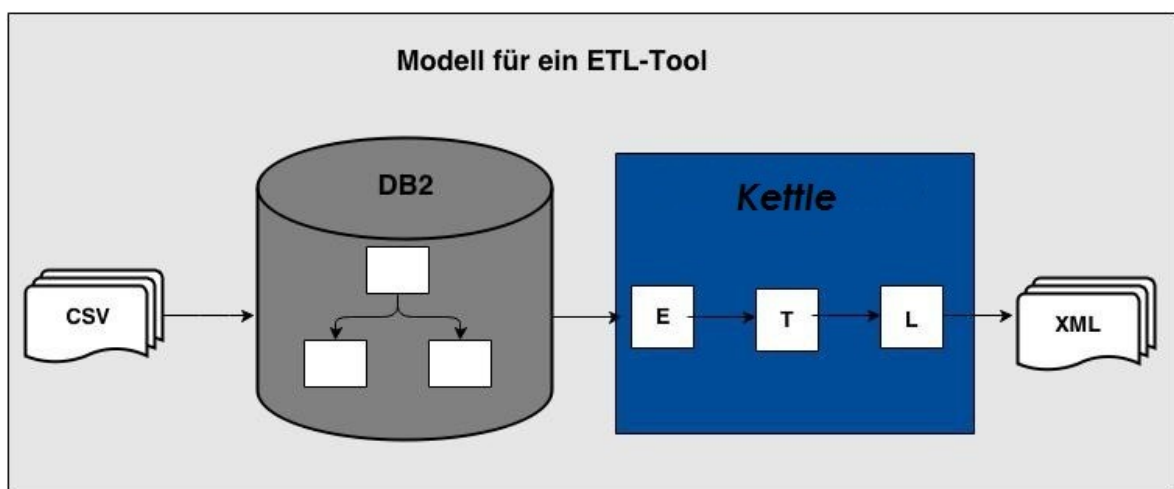 Modell für ein ETL-Tool
DB2
Kettle
CSV
E
T
L
XML